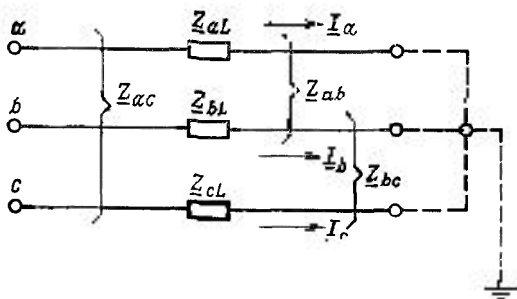 a Z_aL I_a
Z_ac Z_ab
b Z_bL
I_b Z_bc
c Z_cL
I_c